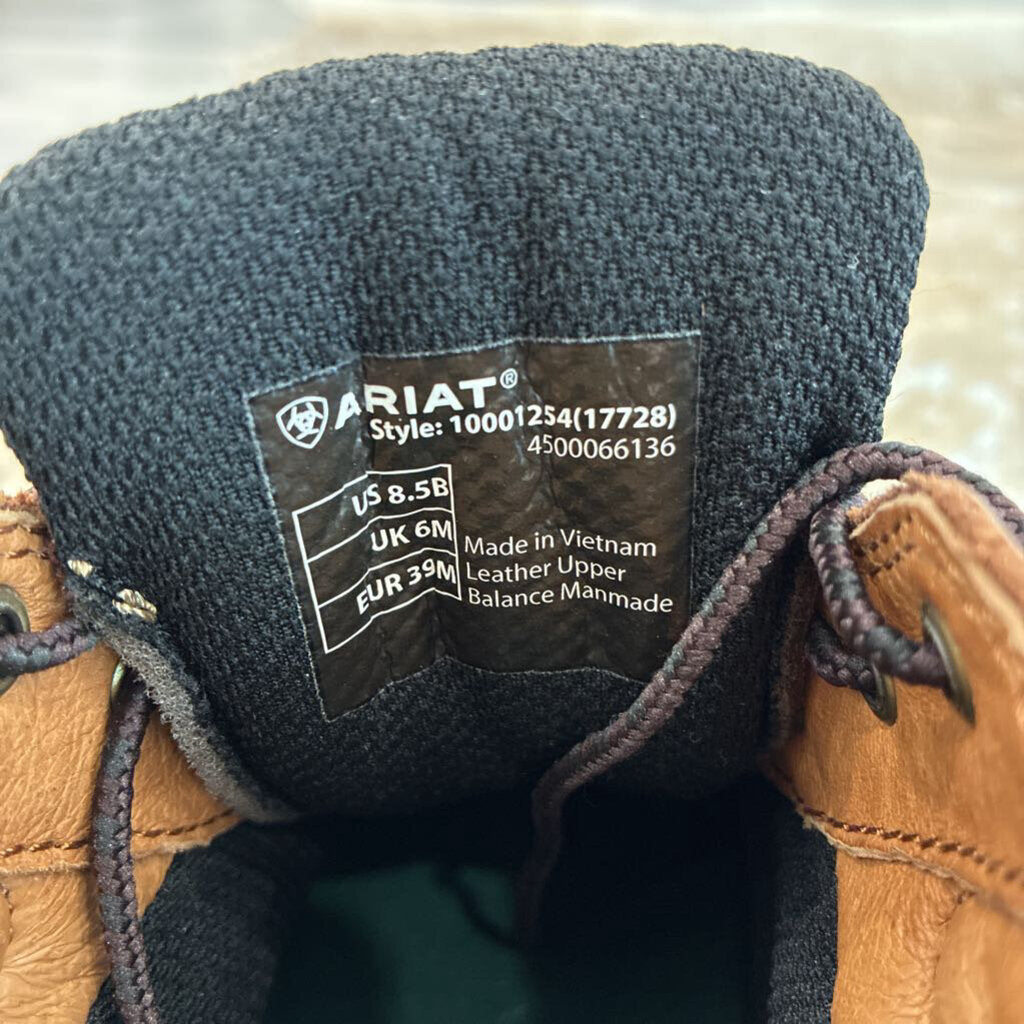 ARIAT®
Style: 10001254(17728)
4500066136
US 8.5B
UK 6M
EUR 39M
Made in Vietnam
Leather Upper
Balance Manmade